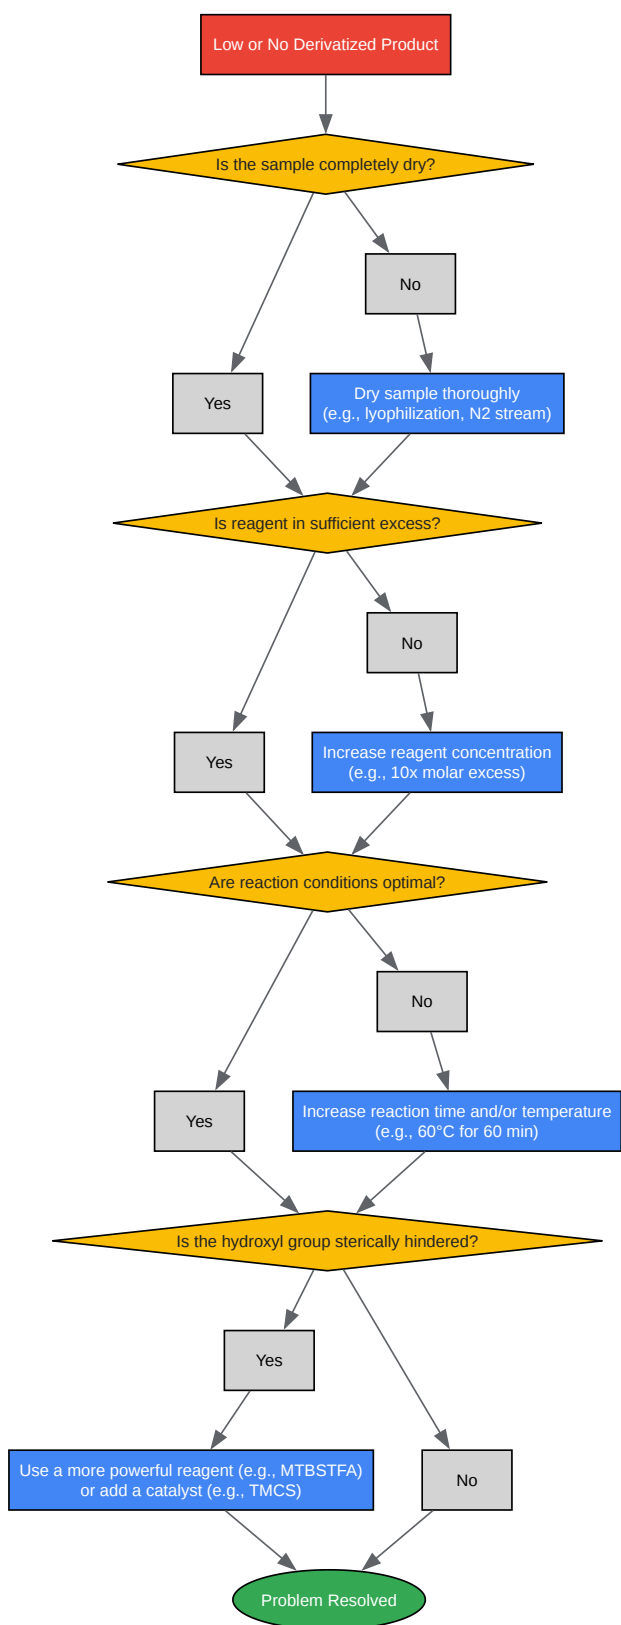 Low or No Derivatized Product
Is the sample completely dry?
No
Yes
Dry sample thoroughly
(e.g., lyophilization, N2 stream)
Is reagent in sufficient excess?
No
Yes
Increase reagent concentration
(e.g., 10x molar excess)
Are reaction conditions optimal?
No
Yes
Increase reaction time and/or temperature
(e.g., 60°C for 60 min)
Is the hydroxyl group sterically hindered?
Yes
Use a more powerful reagent (e.g., MTBSTFA)
or add a catalyst (e.g., TMCS)
No
Problem Resolved